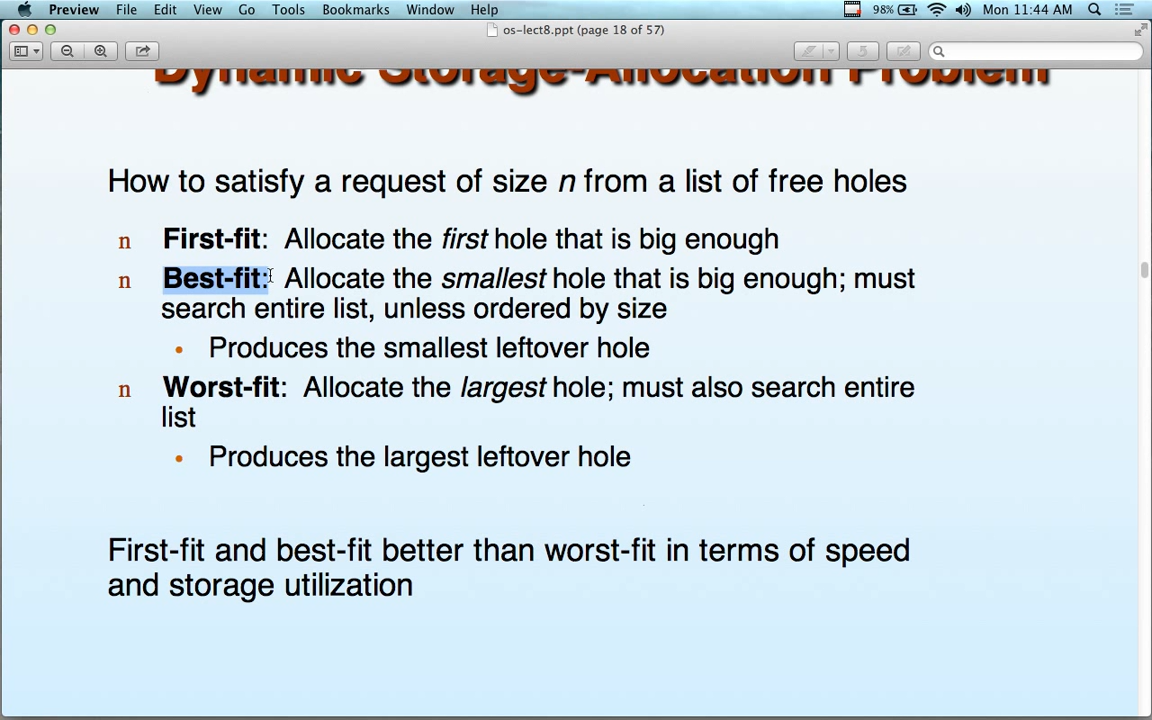 Preview File Edit View Go Tools Bookmarks Window Help 98% Mon 11:44 AM
os-lect8.ppt (page 18 of 57)
Dynamic Storage-Allocation Problem
How to satisfy a request of size n from a list of free holes
n First-fit: Allocate the first hole that is big enough
n Best-fit: Allocate the smallest hole that is big enough; must
search entire list, unless ordered by size
• Produces the smallest leftover hole
n Worst-fit: Allocate the largest hole; must also search entire
list
• Produces the largest leftover hole
First-fit and best-fit better than worst-fit in terms of speed
and storage utilization